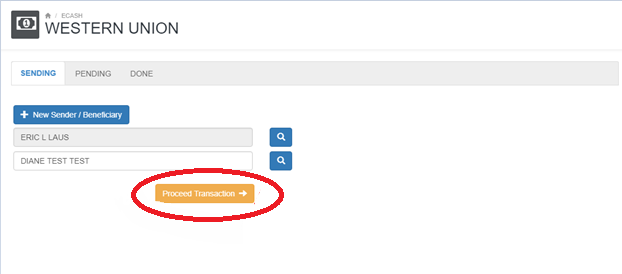 / ECASH
WESTERN UNION
SENDING PENDING DONE
New Sender / Beneficiary
ERIC L LAUS
DIANE TEST TEST
Proceed Transaction